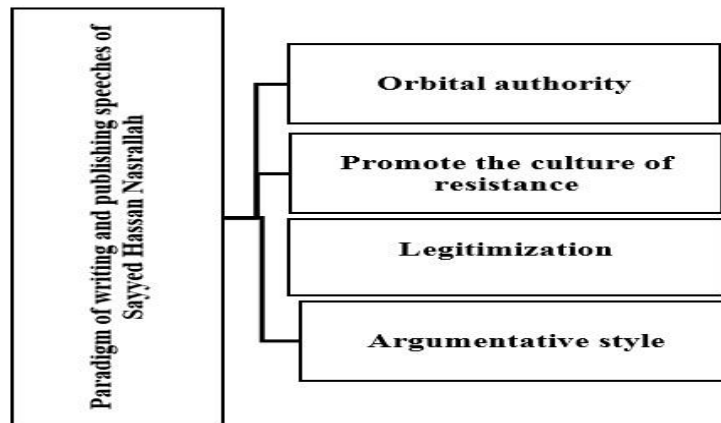 Paradigm of writing and publishing speeches of
Sayyed Hassan Nasrallah
Orbital authority
Promote the culture of
resistance
Legitimization
Argumentative style